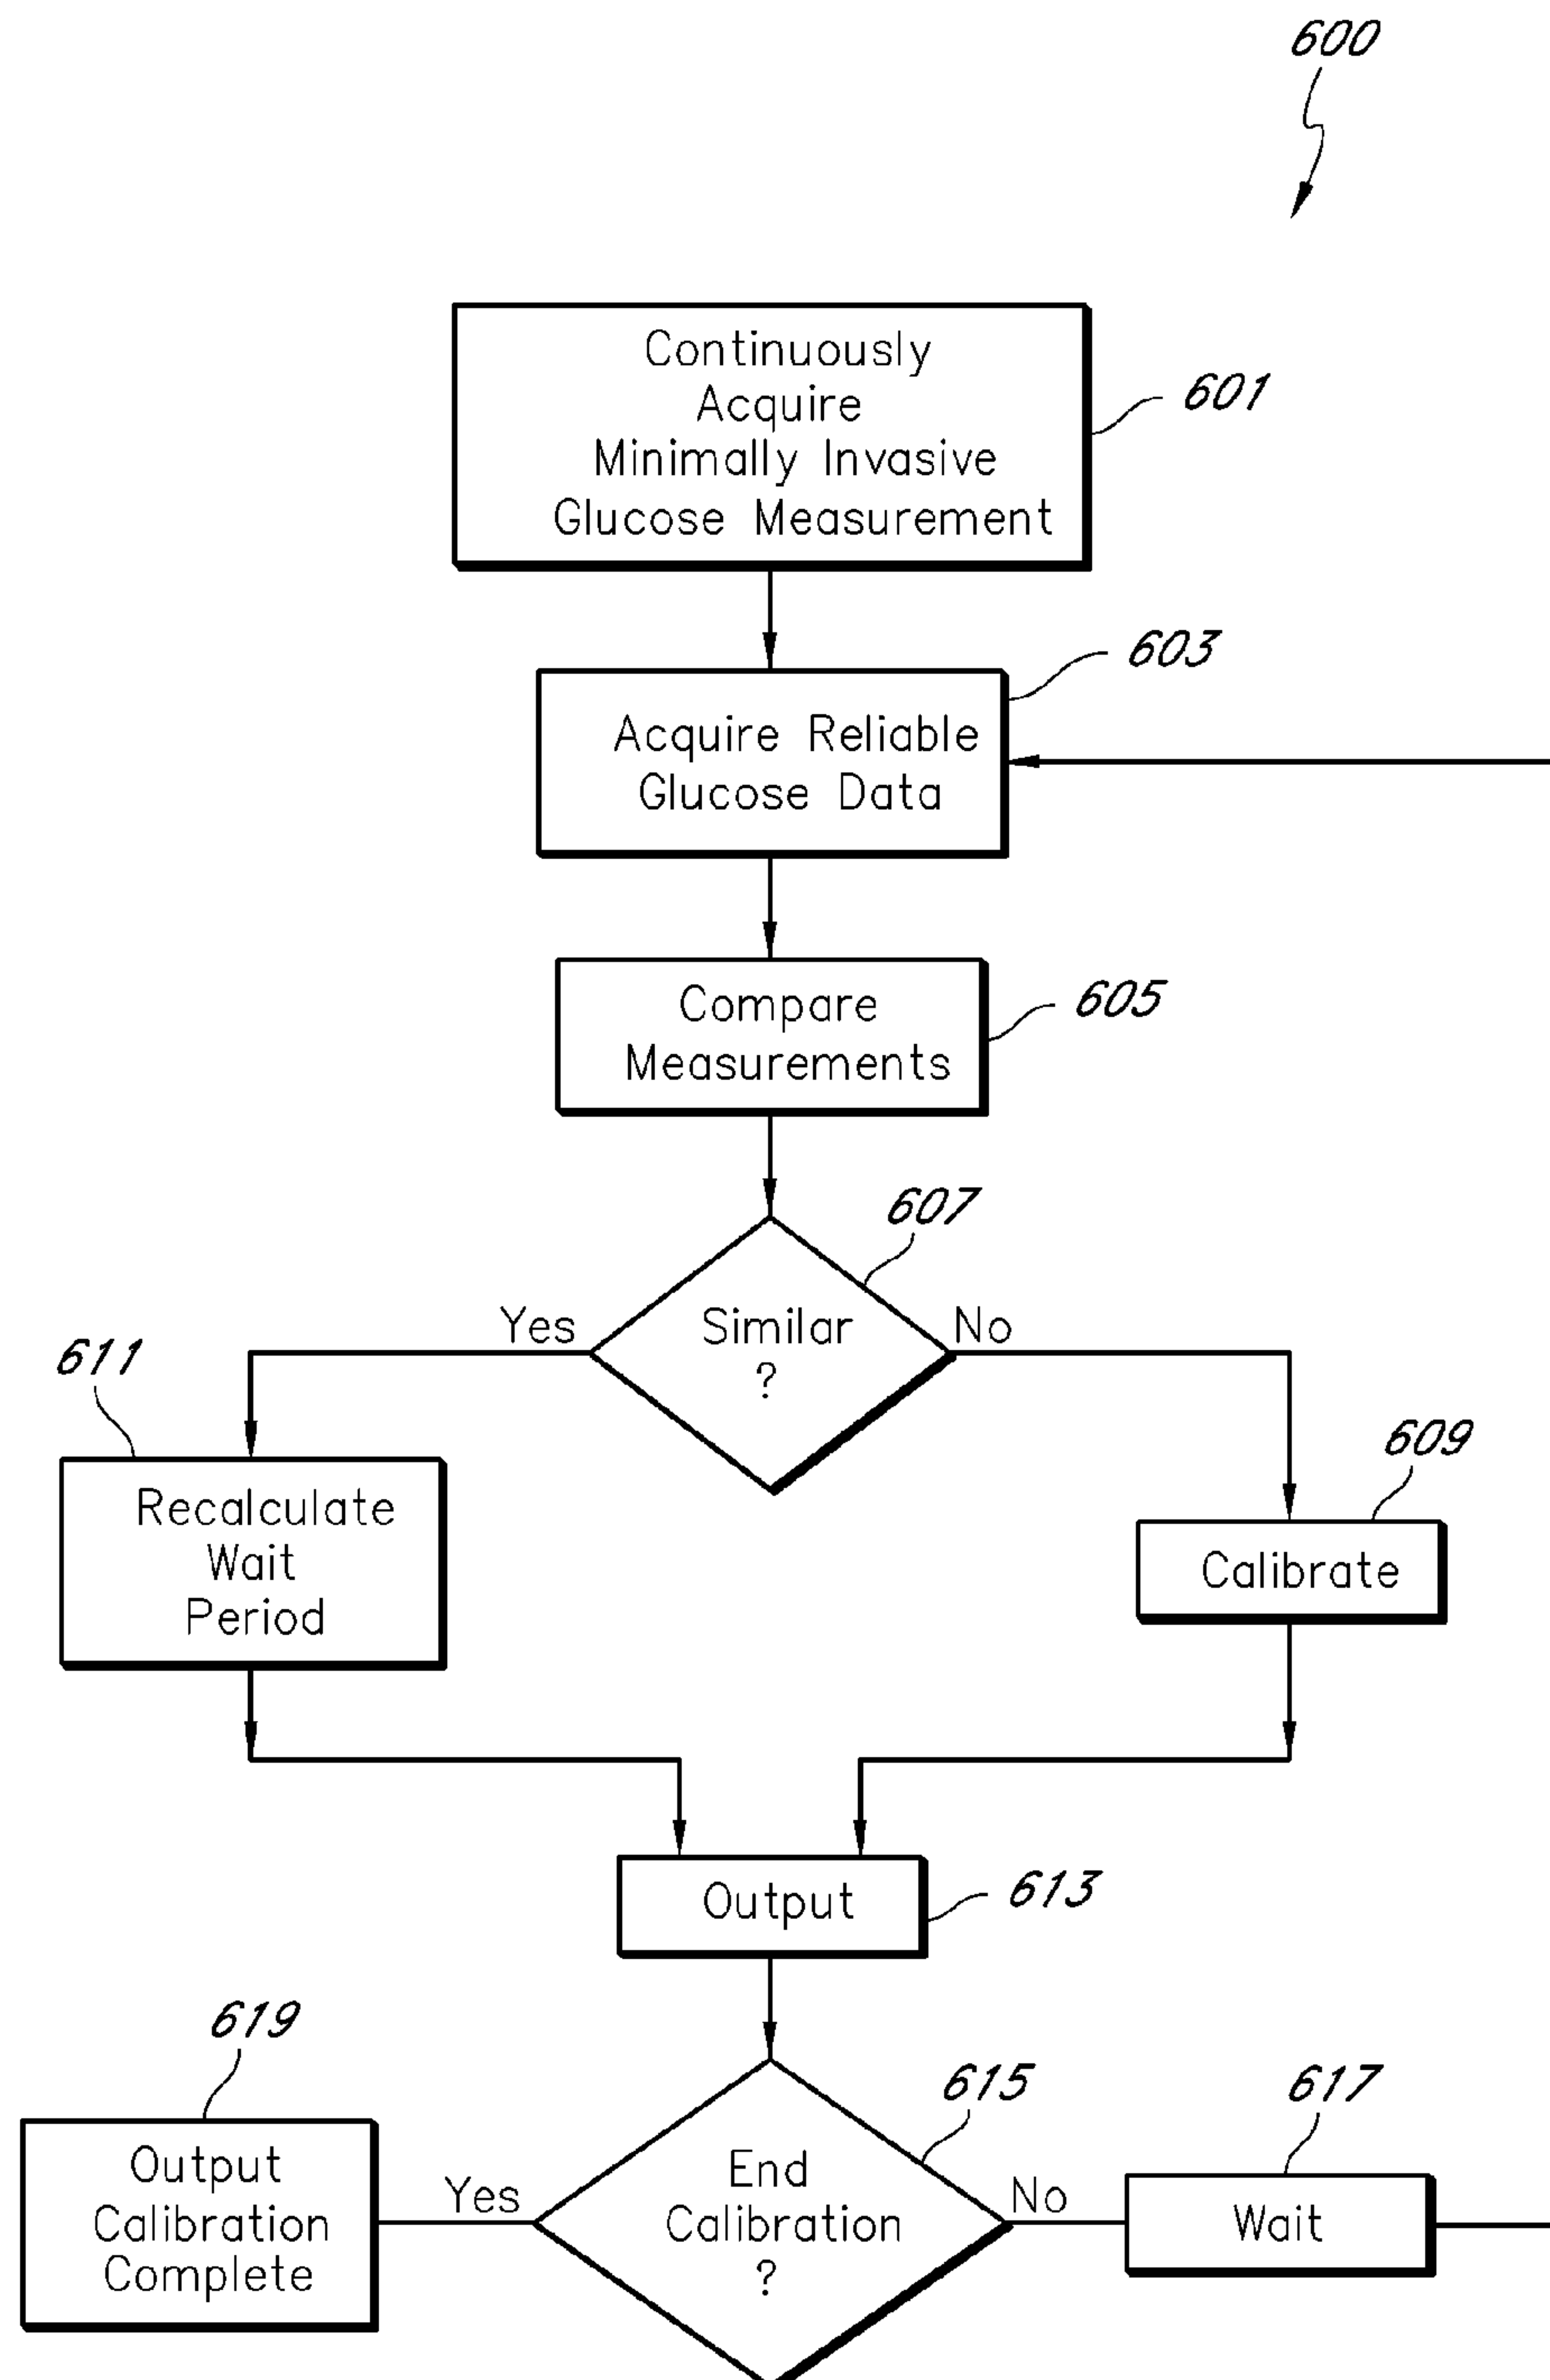 600
Continuously
Acquire
Minimally Invasive
Glucose Measurement
601
603
Acquire Reliable
Glucose Data
Compare
Measurements
605
607
Yes
Similar
?
No
611
Recalculate
Wait
Period
609
Calibrate
Output
613
619
Output
Calibration
Complete
Yes
615
End
Calibration
?
No
617
Wait